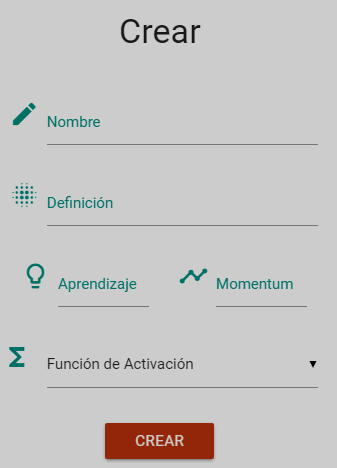 Crear
Nombre
Definición
Aprendizaje Momentum
Función de Activación
CREAR